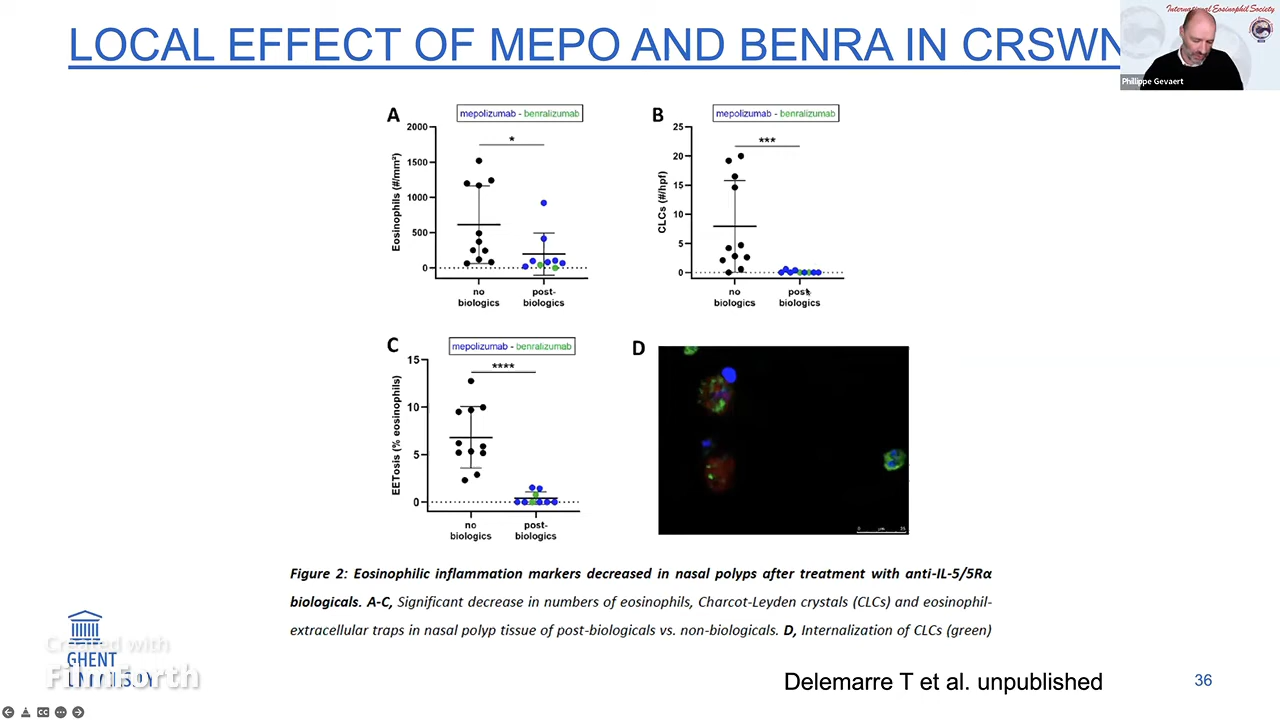 LOCAL EFFECT OF MEPO AND BENRA IN CRSWN
International Eosinophil Society
Philippe Gevaert
A
mepolizumab - benralizumab
*
Eosinophils (#/mm²)
2000
1500
1000
500
0
no biologics
post-biologics
B
mepolizumab - benralizumab
***
CLCs (#/hpf)
25
20
15
10
5
0
no biologics
post-biologics
C
mepolizumab - benralizumab
****
EETosis (% eosinophils)
15
10
5
0
no biologics
post-biologics
D
0 µm 35
Figure 2: Eosinophilic inflammation markers decreased in nasal polyps after treatment with anti-IL-5/5Rα
biologicals. A-C, Significant decrease in numbers of eosinophils, Charcot-Leyden crystals (CLCs) and eosinophil-
extracellular traps in nasal polyp tissue of post-biologicals vs. non-biologicals. D, Internalization of CLCs (green)
Created with
FilmForth
GHENT
UNIVERSITY
Delemarre T et al. unpublished
36